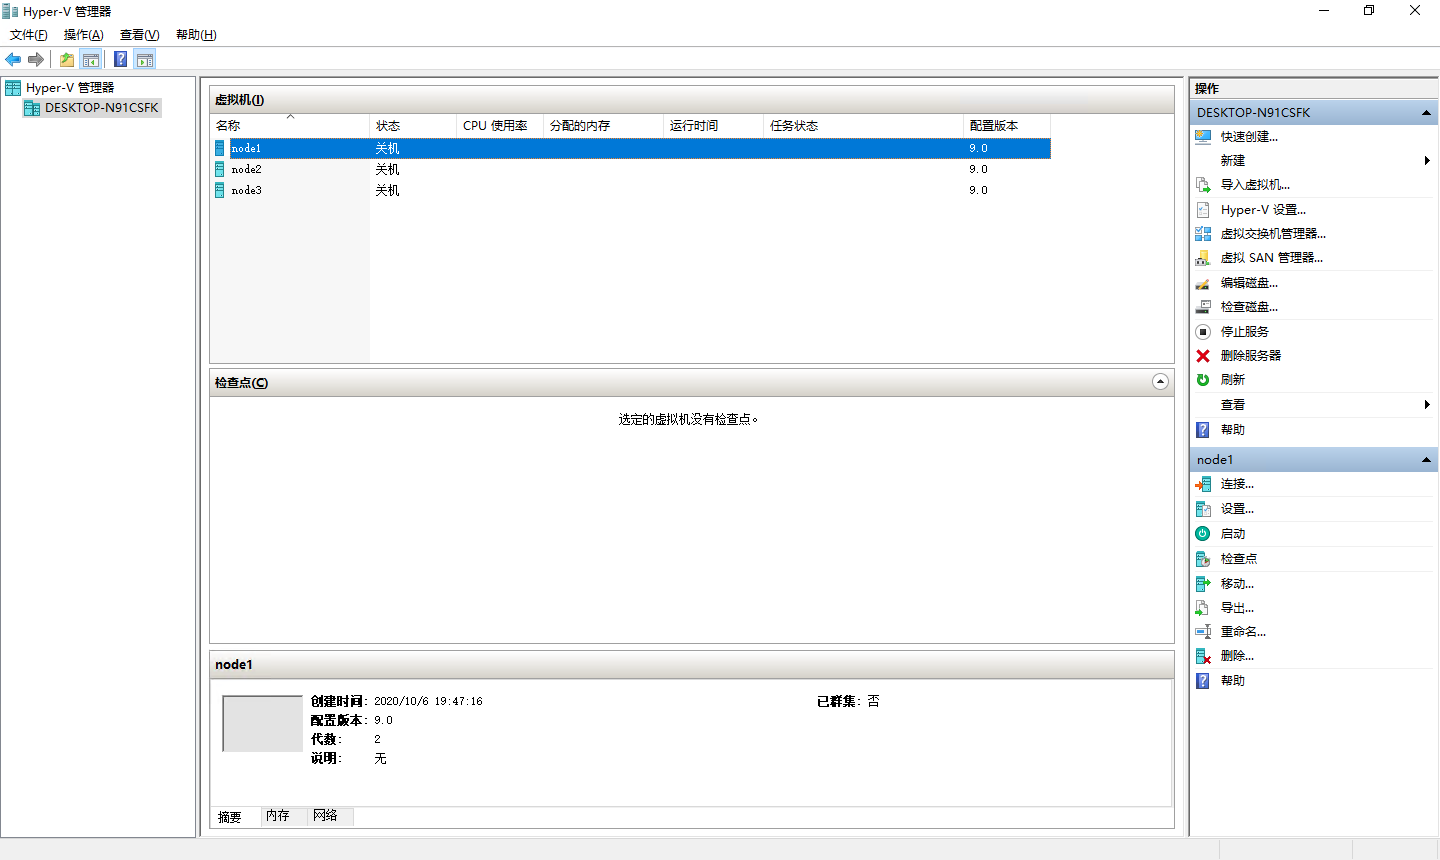 Hyper-V 管理器
文件(F) 操作(A) 查看(V) 帮助(H)
Hyper-V 管理器
DESKTOP-N91CSFK
虚拟机(I)
名称 状态 CPU 使用率 分配的内存 运行时间 任务状态 配置版本
node1 关机 9.0
node2 关机 9.0
node3 关机 9.0
检查点(C)
选定的虚拟机没有检查点。
node1
创建时间: 2020/10/6 19:47:16 已群集: 否
配置版本: 9.0
代数: 2
说明: 无
摘要 内存 网络
操作
DESKTOP-N91CSFK
快速创建...
新建
导入虚拟机...
Hyper-V 设置...
虚拟交换机管理器...
虚拟 SAN 管理器...
编辑磁盘...
检查磁盘...
停止服务
删除服务器
刷新
查看
帮助
node1
连接...
设置...
启动
检查点
移动...
导出...
重命名...
删除...
帮助